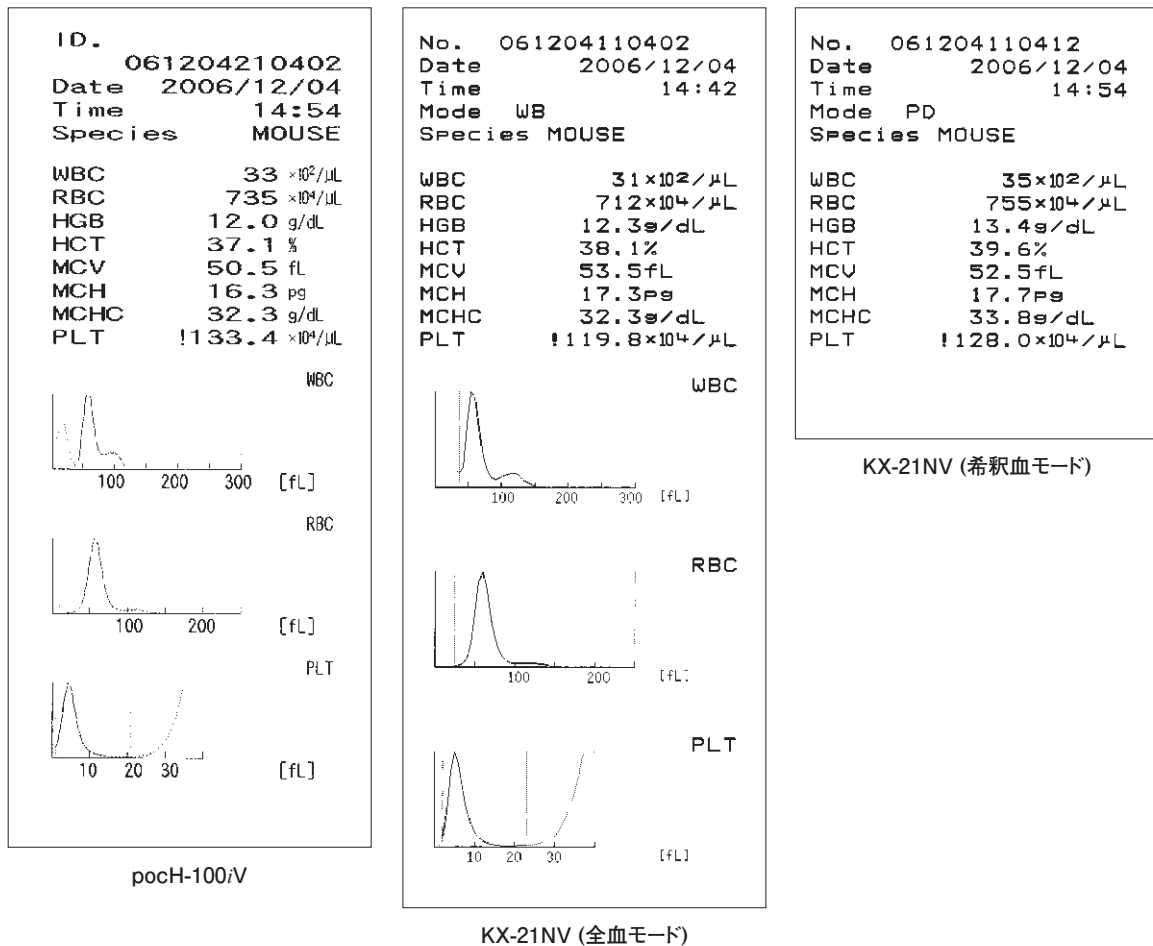 ID.
061204210402
Date 2006/12/04
Time 14:54
Species MOUSE
WBC 33 ×10²/μL
RBC 735 ×10⁴/μL
HGB 12.0 g/dL
HCT 37.1 %
MCV 50.5 fL
MCH 16.3 pg
MCHC 32.3 g/dL
PLT !133.4 ×10⁴/μL
WBC
100 200 300 [fL]
RBC
100 200 [fL]
PLT
10 20 30 [fL]
pocH-100iV
No. 061204110402
Date 2006/12/04
Time 14:42
Mode WB
Species MOUSE
WBC 31×10²/μL
RBC 712×10⁴/μL
HGB 12.3g/dL
HCT 38.1%
MCV 53.5fL
MCH 17.3pg
MCHC 32.3g/dL
PLT !119.8×10⁴/μL
WBC
100 200 300 [fL]
RBC
100 200 [fL]
PLT
10 20 30 [fL]
KX-21NV (全血モード)
No. 061204110412
Date 2006/12/04
Time 14:54
Mode PD
Species MOUSE
WBC 35×10²/μL
RBC 755×10⁴/μL
HGB 13.4g/dL
HCT 39.6%
MCV 52.5fL
MCH 17.7pg
MCHC 33.8g/dL
PLT !128.0×10⁴/μL
KX-21NV (希釈血モード)